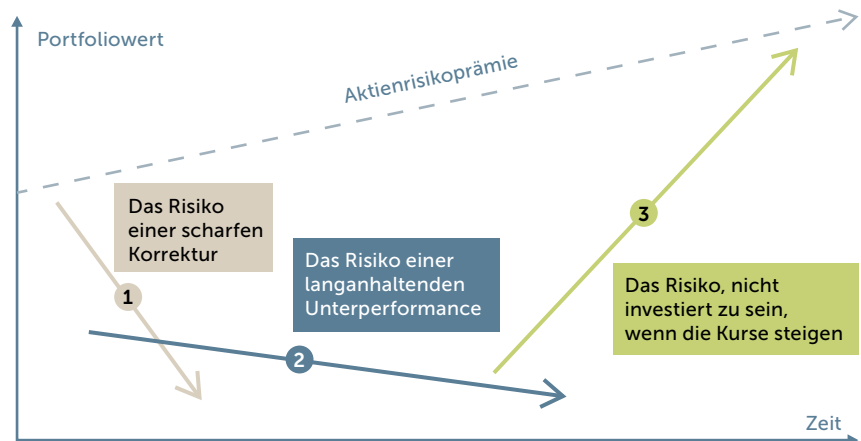 Portfoliowert
Aktienrisikoprämie
Das Risiko
einer scharfen
Korrektur
1
Das Risiko einer
langanhaltenden
Unterperformance
2
3
Das Risiko, nicht
investiert zu sein,
wenn die Kurse steigen
Zeit